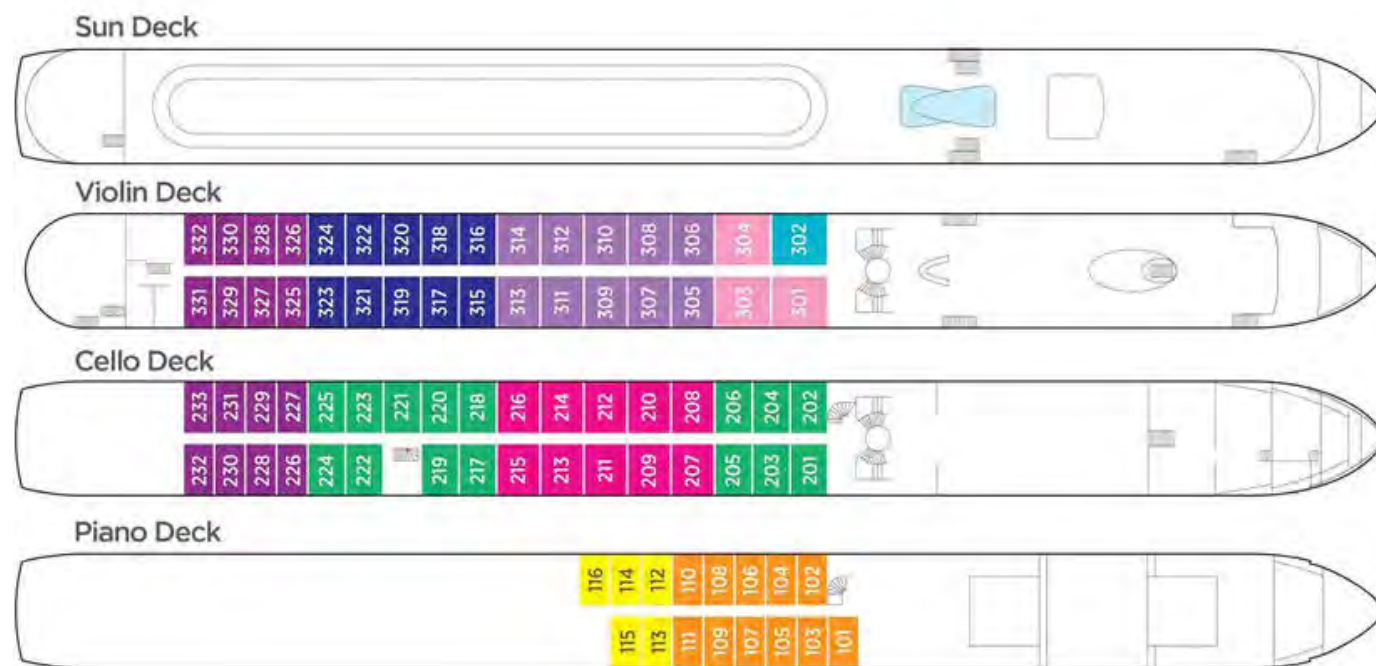 Sun Deck
Violin Deck
332 330 328 326 324 322 320 318 316 314 312 310 308 306 304 302
331 329 327 325 323 321 319 317 315 313 311 309 307 305 303 301
Cello Deck
233 231 229 227 225 223 221 220 218 216 214 212 210 208 206 204 202
232 230 228 226 224 222 219 217 215 213 211 209 207 205 203 201
Piano Deck
116 114 112 110 108 106 104 102
115 113 111 109 107 105 103 101